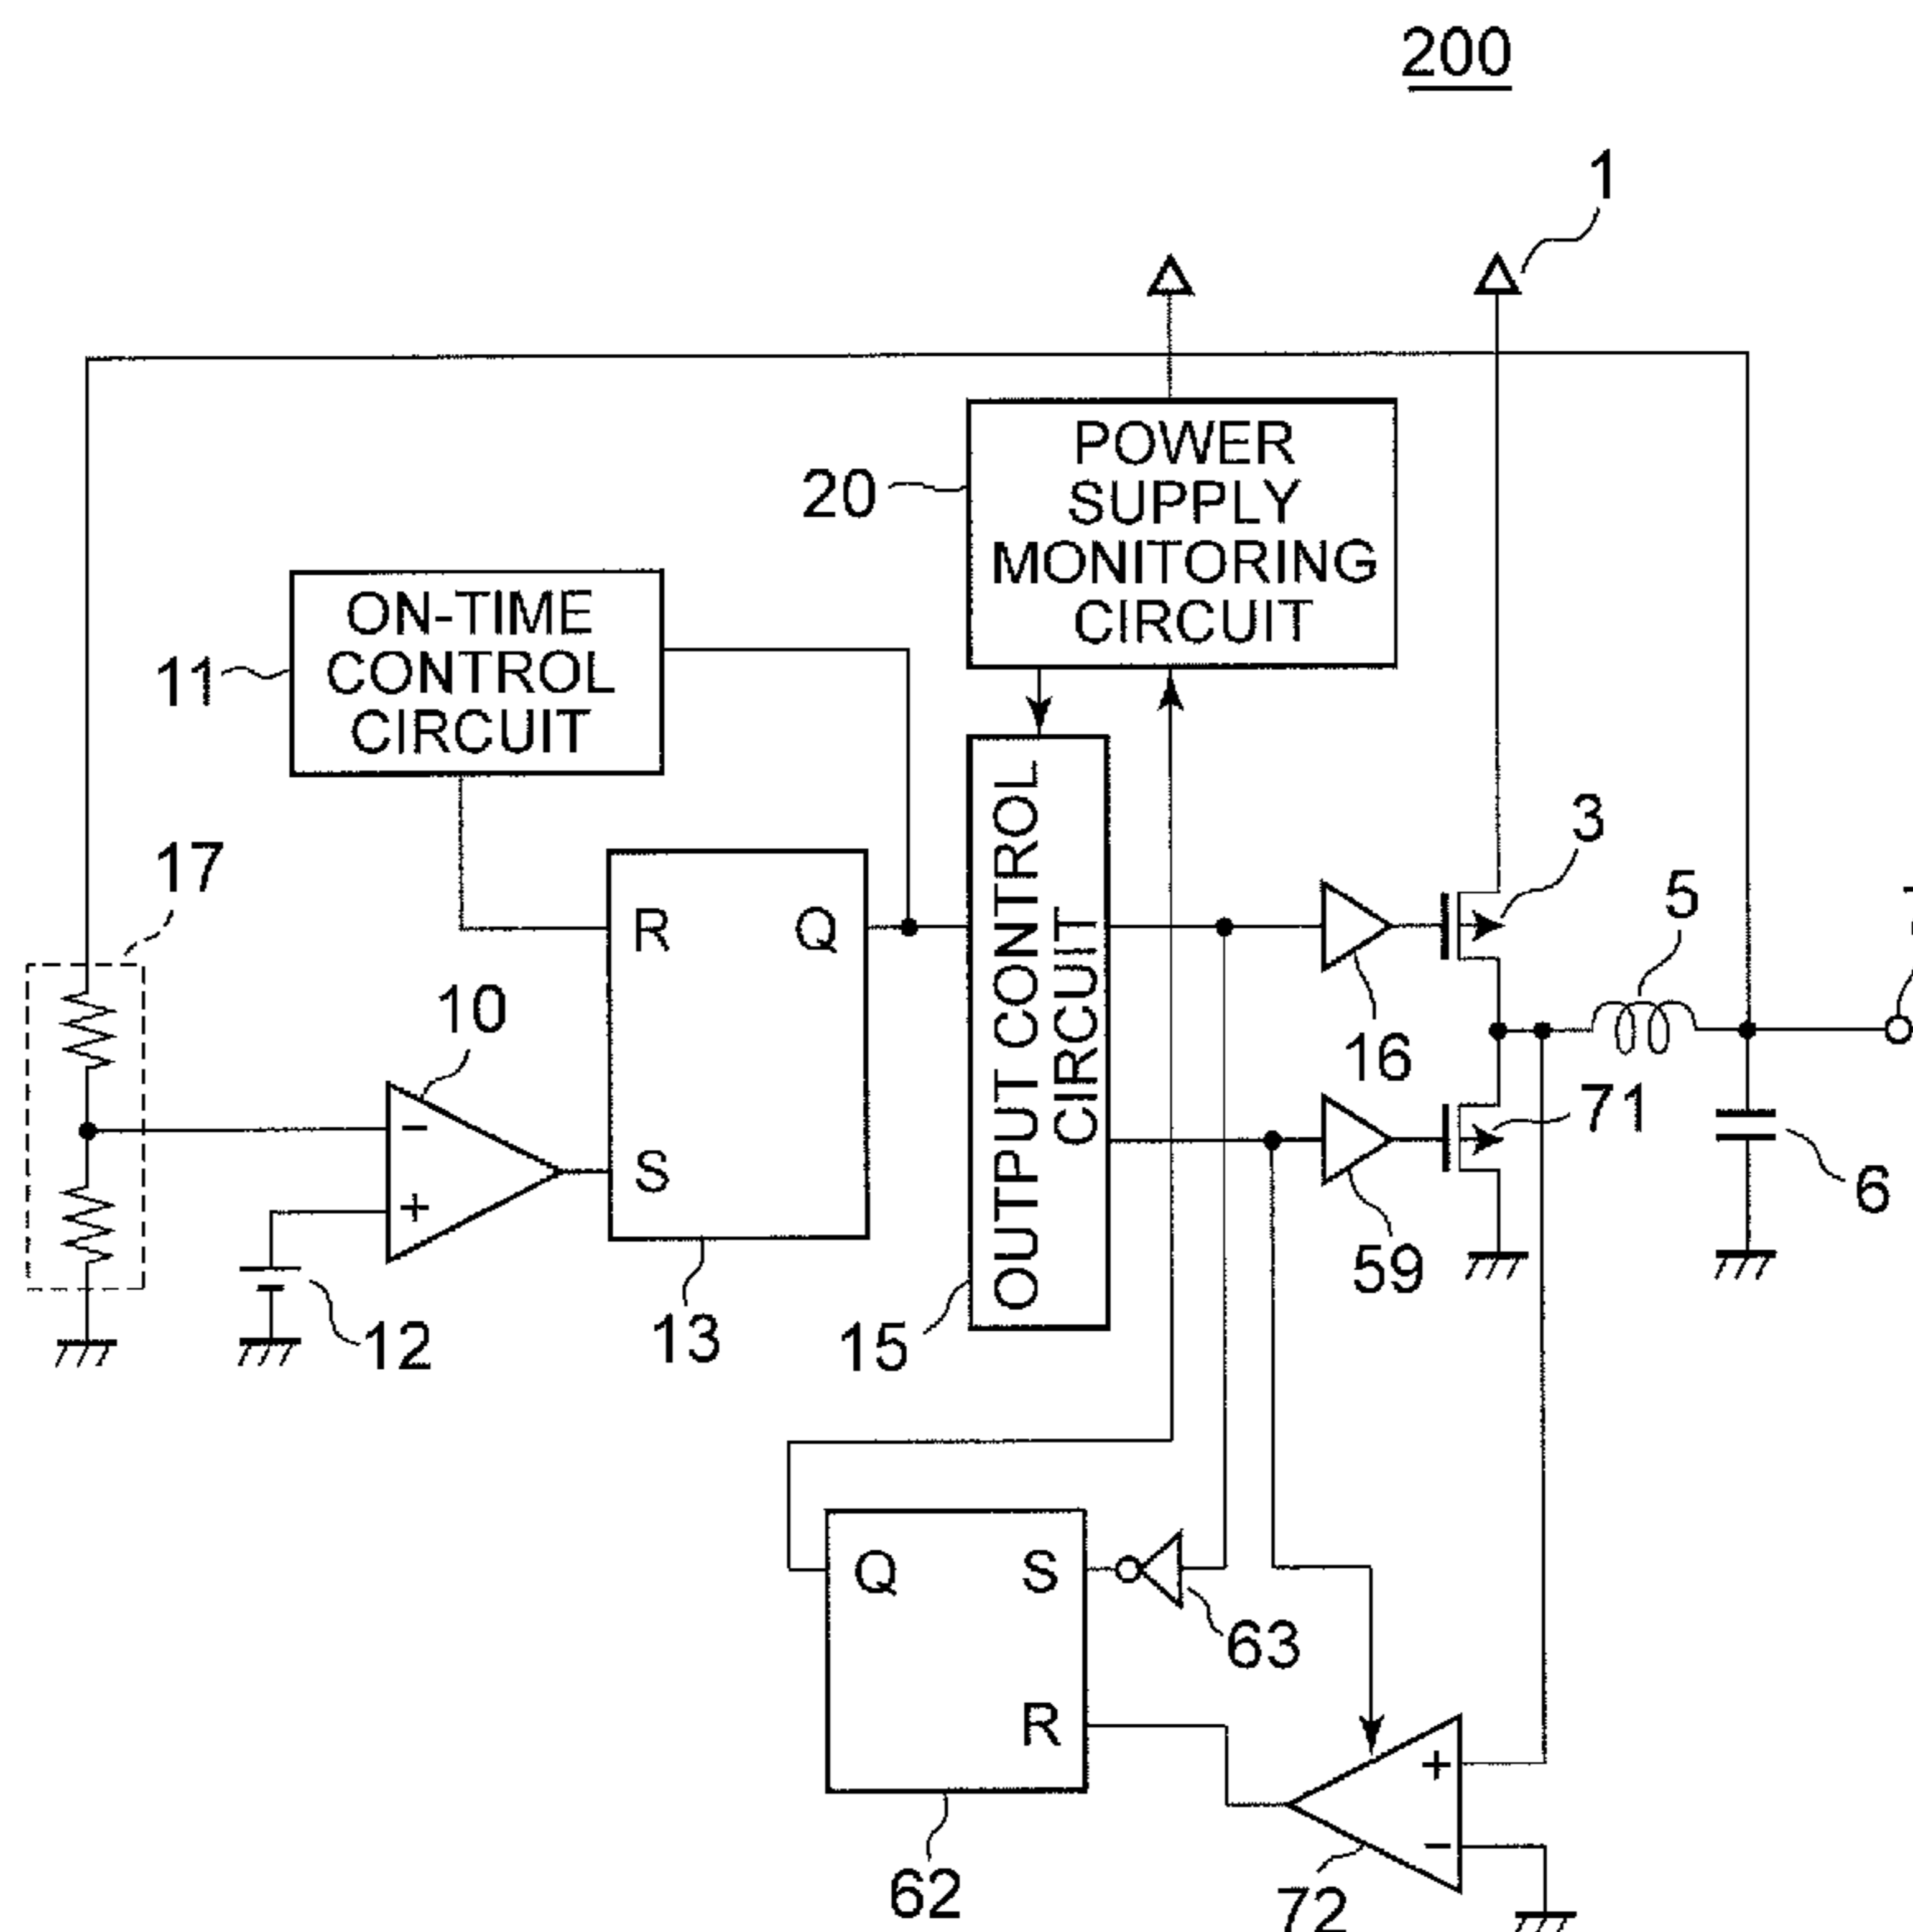 200
1
POWER
SUPPLY
MONITORING
CIRCUIT
20
ON-TIME
CONTROL
CIRCUIT
11
3
17
R
Q
5
10
OUTPUT CONTROL
CIRCUIT
16
-
71
S
+
6
59
12
13
15
Q
S
63
R
+
-
62
72